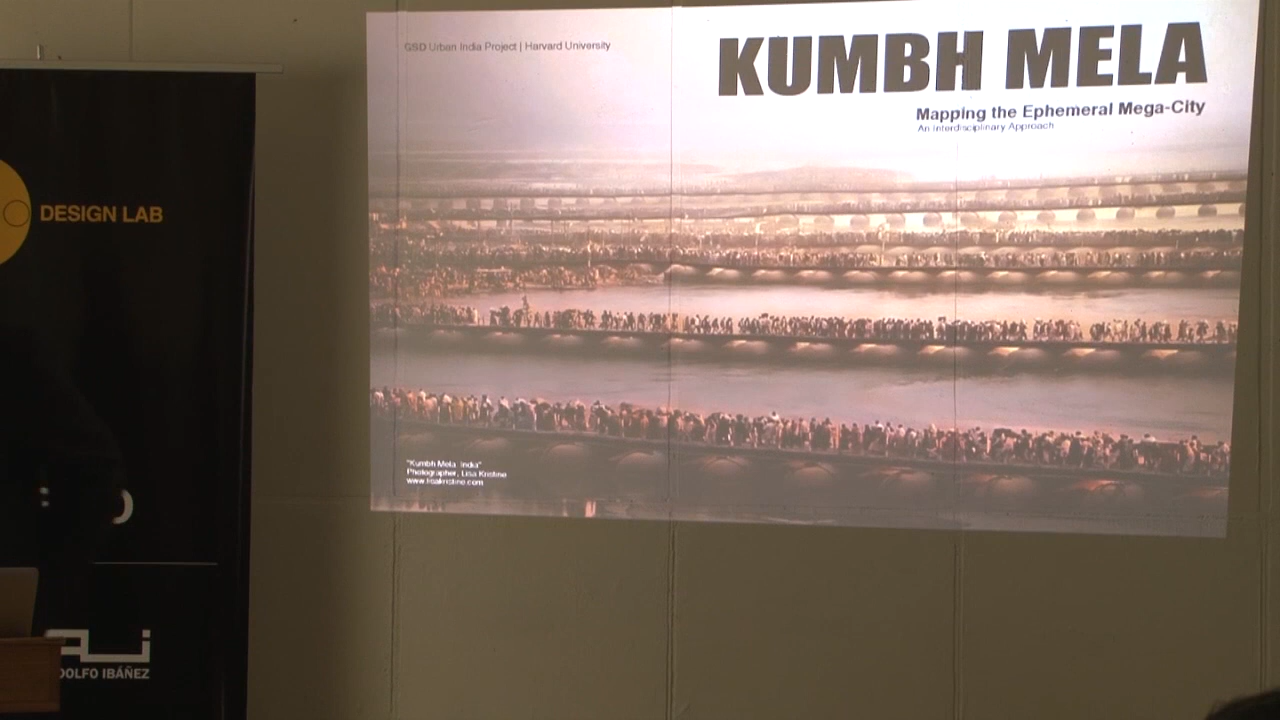 GSD Urban India Project | Harvard University
KUMBH MELA
Mapping the Ephemeral Mega-City
An Interdisciplinary Approach
DESIGN LAB
"Kumbh Mela India"
Photographer, Lisa Kristine
www.lisakristine.com
DOLFO IBÁÑEZ